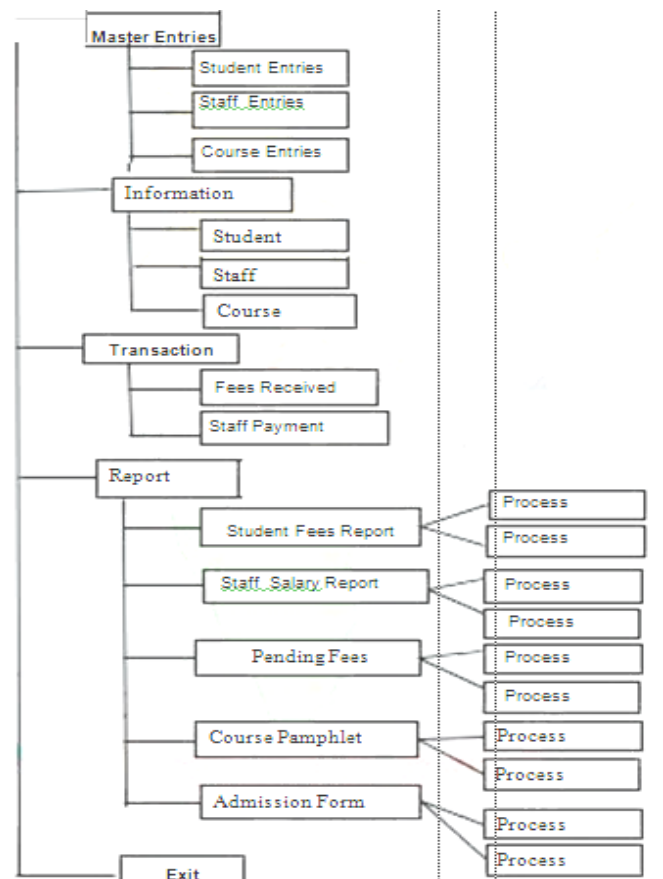 Master Entries
Student Entries
Staff Entries
Course Entries
Information
Student
Staff
Course
Transaction
Fees Received
Staff Payment
Report
Student Fees Report
Process
Process
Staff Salary Report
Process
Process
Pending Fees
Process
Process
Course Pamphlet
Process
Process
Admission Form
Process
Process
Exit